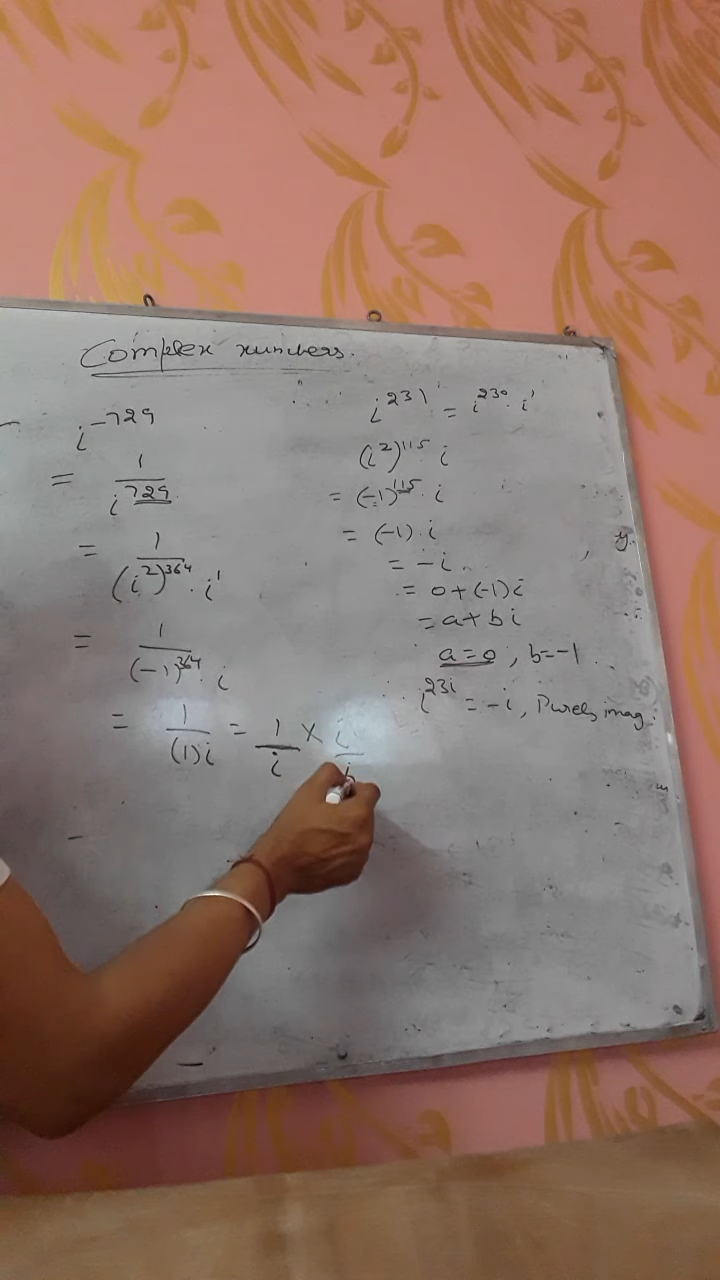 Complex numbers.
i^-729
= 1/i^729
= 1/(i^2)^364 · i^1
= 1/(-1)^364 · i
= 1/(1)i = 1/i × i/i
i^231 = i^230 · i^1
(i^2)^115 · i
= (-1)^115 · i
= (-1) · i
= -i
= 0+(-1)i
= a+bi
a=0, b=-1
i^231 = -i, Purely imag.